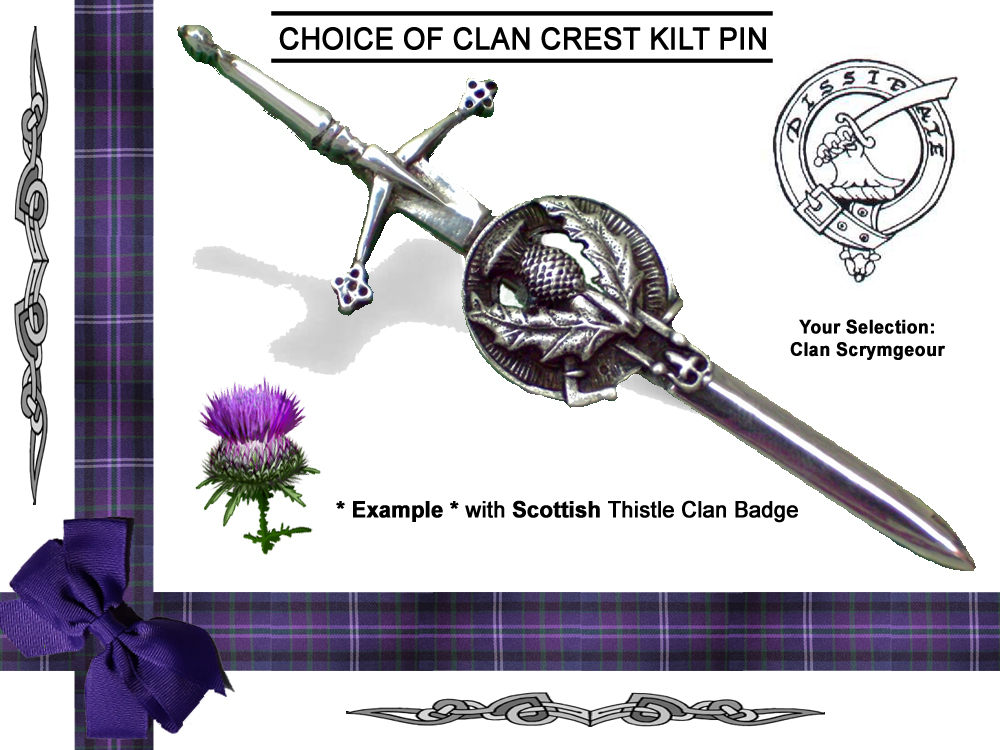 CHOICE OF CLAN CREST KILT PIN
DISSIPATE
Your Selection:
Clan Scrymgeour
* Example * with Scottish Thistle Clan Badge